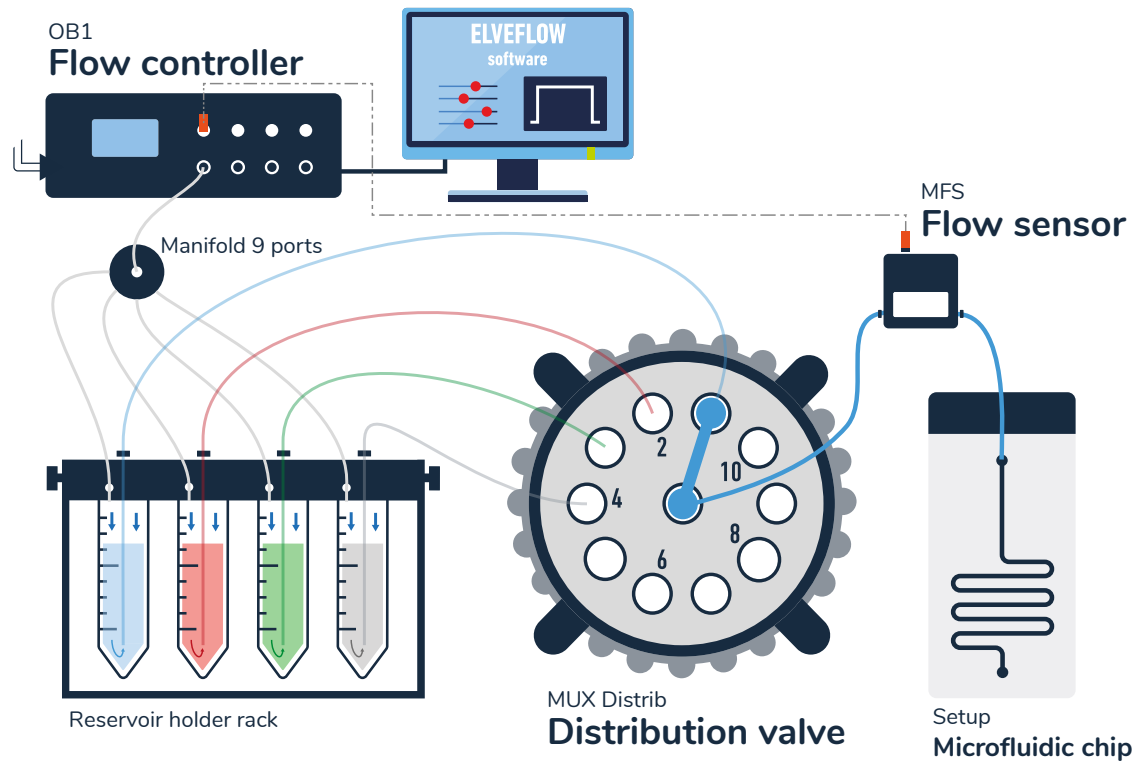 OB1
Flow controller
ELVEFLOW
software
MFS
Flow sensor
Manifold 9 ports
2
10
4
8
6
Reservoir holder rack
MUX Distrib
Distribution valve
Setup
Microfluidic chip